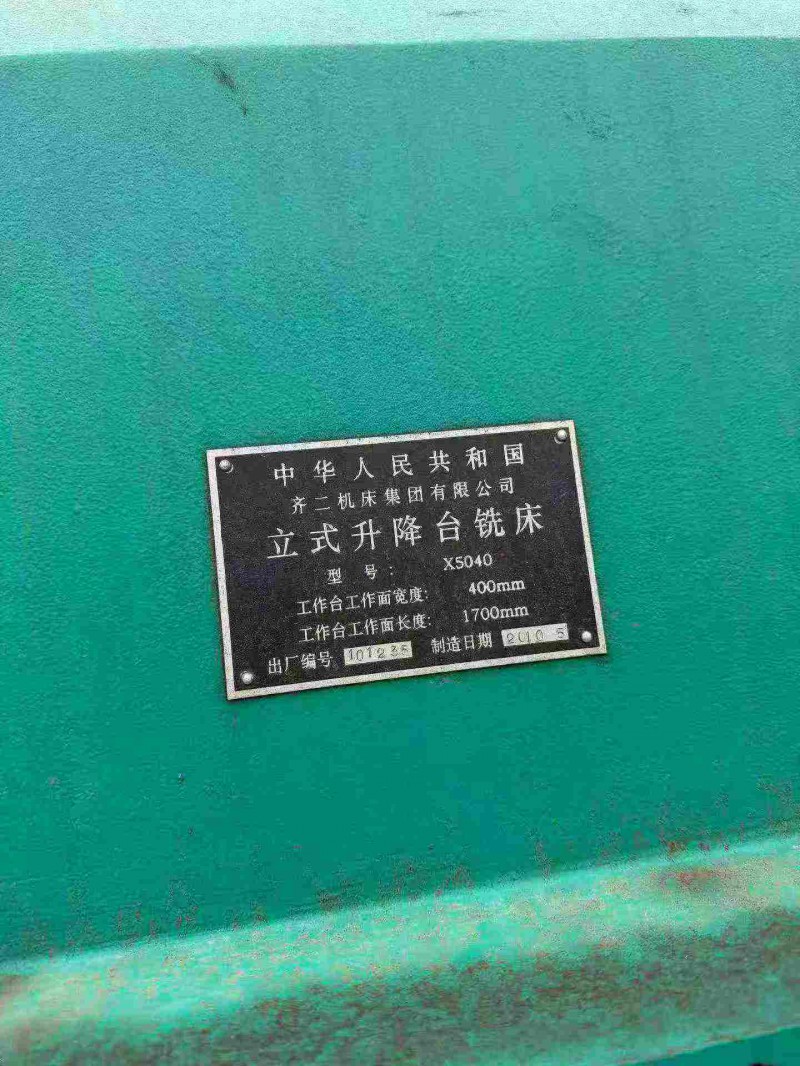 中华人民共和国
齐二机床集团有限公司
立式升降台铣床
型号: X5040
工作台工作面宽度: 400mm
工作台工作面长度: 1700mm
出厂编号 101235 制造日期 2010 5